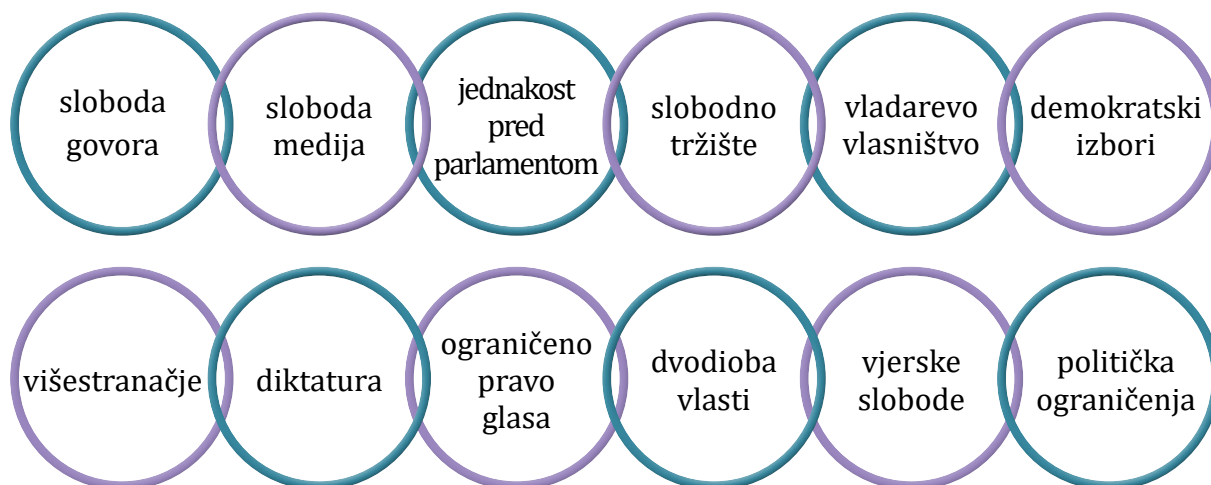 sloboda
govora
sloboda
medija
jednakost
pred
parlamentom
slobodno
tržište
vladarevo
vlasništvo
demokratski
izbori
višestranačje
diktatura
ograničeno
pravo
glasa
dvodioba
vlasti
vjerske
slobode
politička
ograničenja